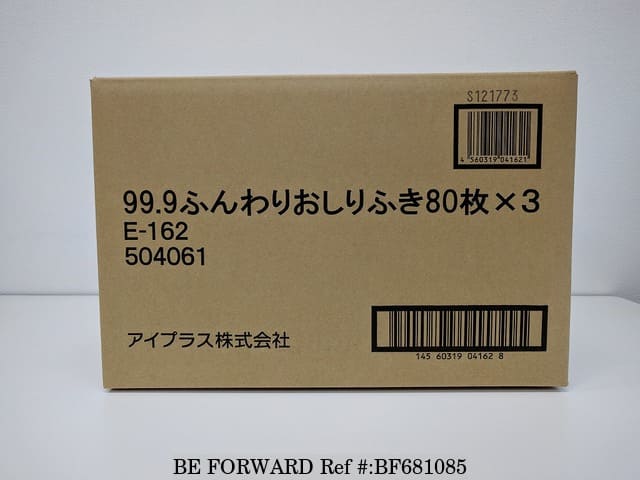 S121773
4 560319 041621
99.9ふんわりおしりふき80枚×3
E-162
504061
アイプラス株式会社
145 60319 04162 8
BE FORWARD Ref #:BF681085